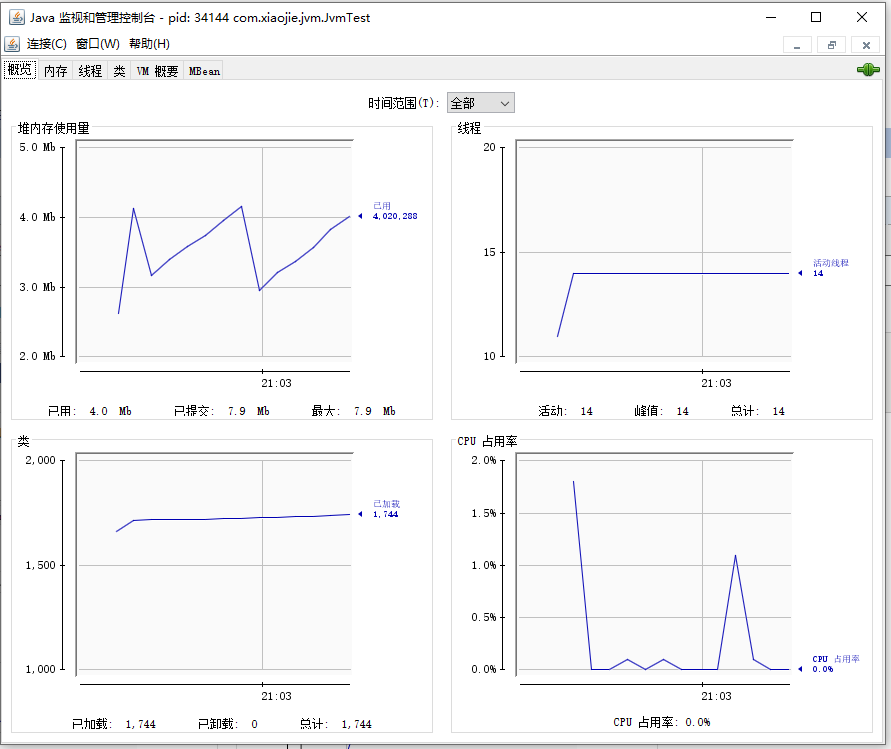 Java 监视和管理控制台 - pid: 34144 com.xiaojie.jvm.JvmTest
连接(C) 窗口(W) 帮助(H)
概览 内存 线程 类 VM 概要 MBean
时间范围(T): 全部
堆内存使用量
5.0 Mb
4.0 Mb
3.0 Mb
2.0 Mb
已用
4,020,288
21:03
已用: 4.0 Mb 已提交: 7.9 Mb 最大: 7.9 Mb
线程
20
15
10
活动线程
14
21:03
活动: 14 峰值: 14 总计: 14
类
2,000
1,500
1,000
已加载
1,744
21:03
已加载: 1,744 已卸载: 0 总计: 1,744
CPU 占用率
2.0%
1.5%
1.0%
0.5%
0.0%
CPU 占用率
0.0%
21:03
CPU 占用率: 0.0%